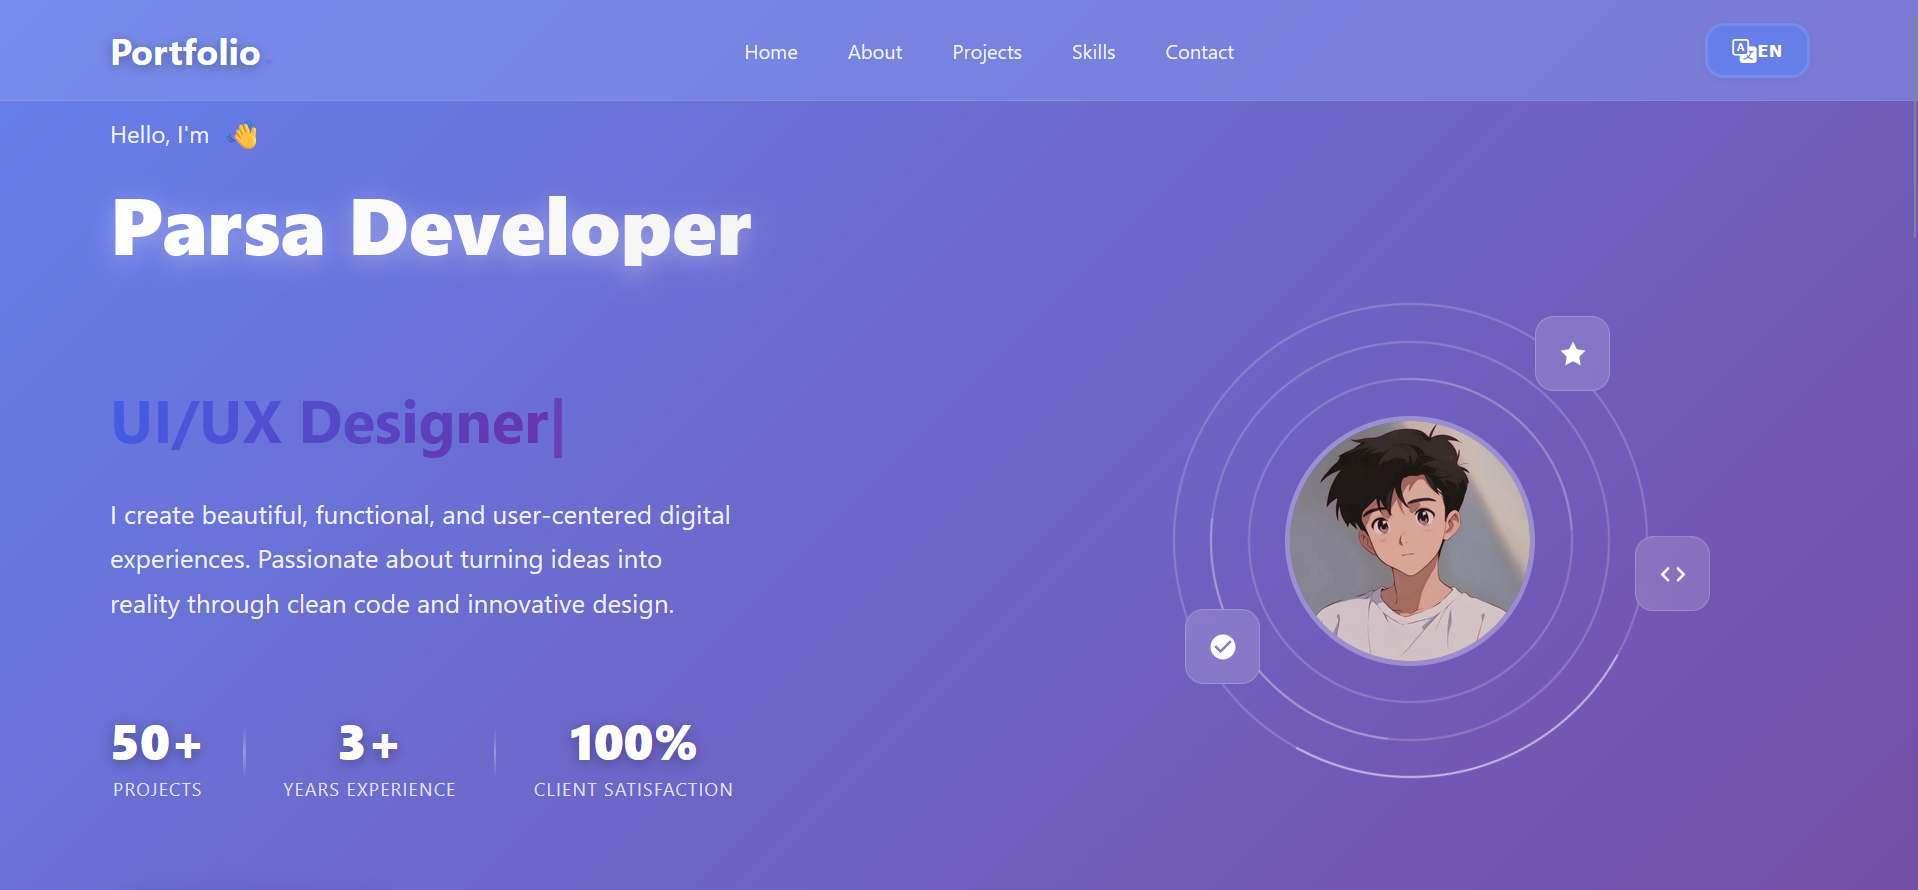 Portfolio.
Home
About
Projects
Skills
Contact
EN
Hello, I'm 👋
Parsa Developer
UI/UX Designer|
I create beautiful, functional, and user-centered digital
experiences. Passionate about turning ideas into
reality through clean code and innovative design.
50+
PROJECTS
3+
YEARS EXPERIENCE
100%
CLIENT SATISFACTION